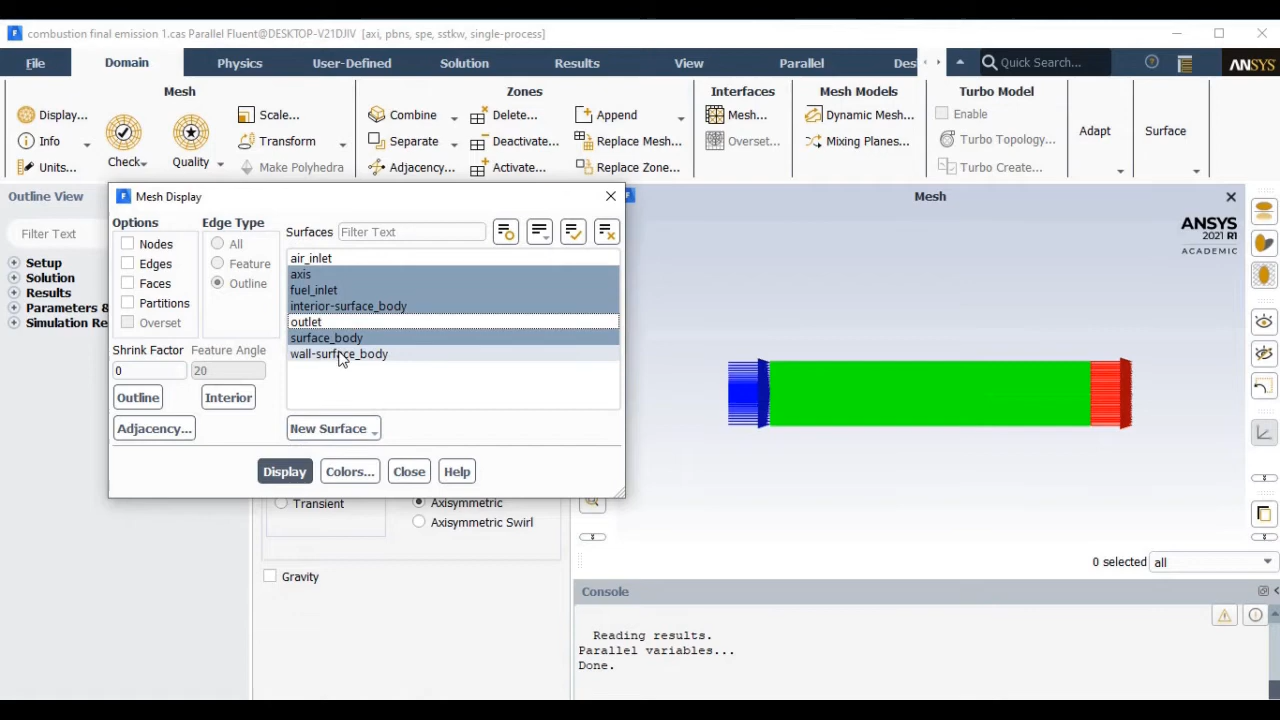 combustion final emission 1.cas Parallel Fluent@DESKTOP-V21DJIV [axi, pbns, spe, sstkw, single-process]
File Domain Physics User-Defined Solution Results View Parallel Des Quick Search... ANSYS
Mesh Zones Interfaces Mesh Models Turbo Model
Display... Scale... Combine Delete... Append Mesh... Dynamic Mesh... Enable
Info Transform Separate Deactivate... Replace Mesh... Overset... Mixing Planes... Turbo Topology... Adapt Surface
Units... Check Quality Make Polyhedra Adjacency... Activate... Replace Zone... Turbo Create...
Outline View
Filter Text
Setup
Solution
Results
Parameters &
Simulation Re
Mesh Display
Options
Nodes
Edges
Faces
Partitions
Overset
Edge Type
All
Feature
Outline
Shrink Factor Feature Angle
0 20
Outline Interior
Adjacency...
Surfaces Filter Text
air_inlet
axis
fuel_inlet
interior-surface_body
outlet
surface_body
wall-surface_body
New Surface
Display Colors... Close Help
Transient Axisymmetric
Axisymmetric Swirl
Gravity
Mesh
ANSYS
2021 R1
ACADEMIC
0 selected all
Console
Reading results.
Parallel variables...
Done.